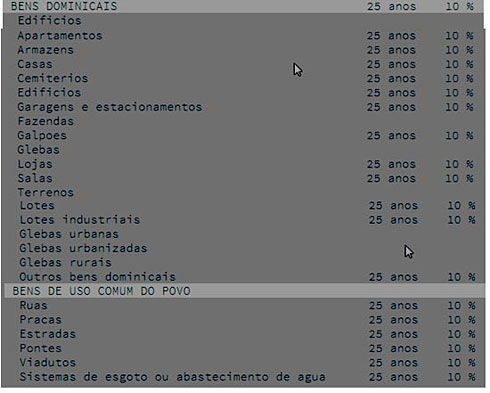 BENS DOMINICAIS 25 anos 10 %
Edificios
Apartamentos 25 anos 10 %
Armazens 25 anos 10 %
Casas 25 anos 10 %
Cemiterios 25 anos 10 %
Edificios 25 anos 10 %
Garagens e estacionamentos 25 anos 10 %
Fazendas
Galpoes 25 anos 10 %
Glebas
Lojas 25 anos 10 %
Salas 25 anos 10 %
Terrenos
Lotes 25 anos 10 %
Lotes industriais 25 anos 10 %
Glebas urbanas
Glebas urbanizadas
Glebas rurais
Outros bens dominicais 25 anos 10 %
BENS DE USO COMUM DO POVO
Ruas 25 anos 10 %
Pracas 25 anos 10 %
Estradas 25 anos 10 %
Pontes 25 anos 10 %
Viadutos 25 anos 10 %
Sistemas de esgoto ou abastecimento de agua 25 anos 10 %